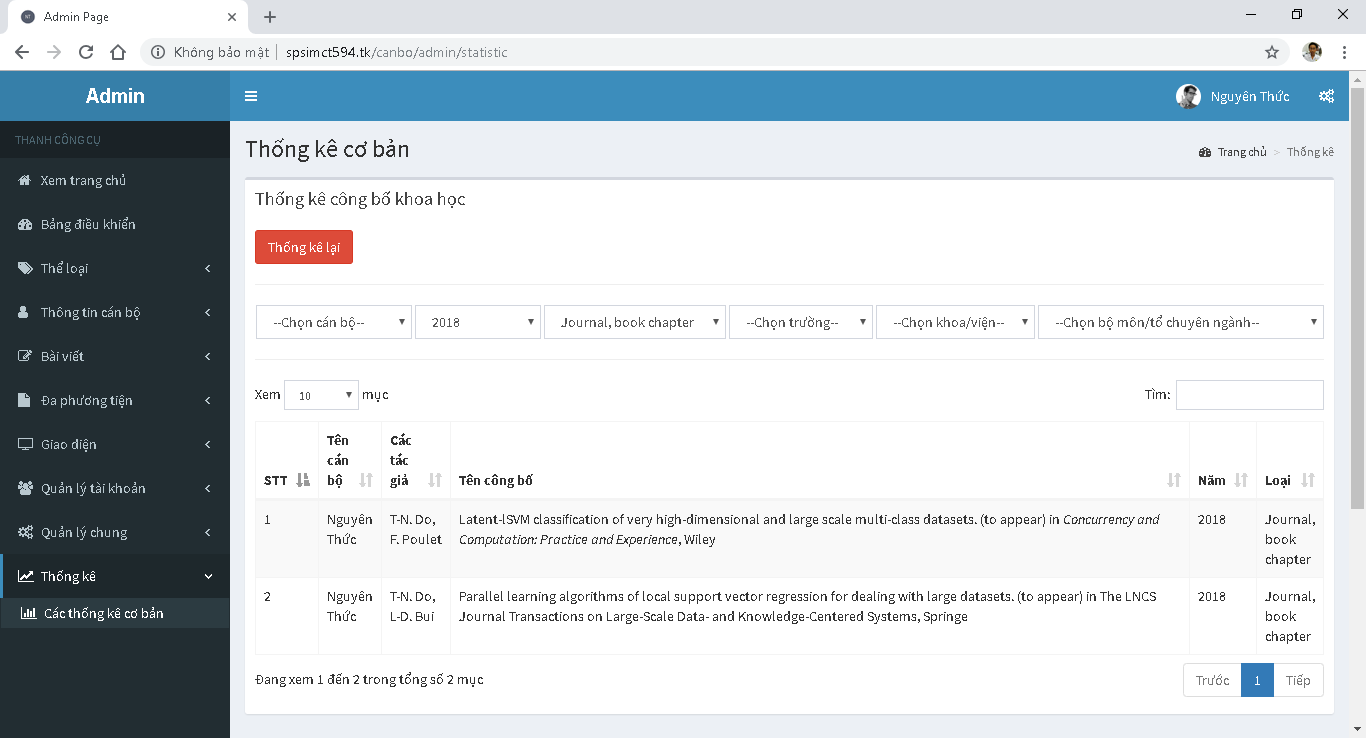 Admin Page
Không bảo mật | spsimct594.tk/canbo/admin/statistic
Admin
Nguyên Thức
THANH CÔNG CỤ
Xem trang chủ
Bảng điều khiển
Thể loại
Thông tin cán bộ
Bài viết
Đa phương tiện
Giao diện
Quản lý tài khoản
Quản lý chung
Thống kê
Các thống kê cơ bản
Thống kê cơ bản
Trang chủ > Thống kê
Thống kê công bố khoa học
Thống kê lại
--Chọn cán bộ-- 2018 Journal, book chapter --Chọn trường-- --Chọn khoa/viện-- --Chọn bộ môn/tổ chuyên ngành--
Xem 10 mục Tìm:
STT Tên cán bộ Các tác giả Tên công bố Năm Loại
1 Nguyên Thức T-N. Do, F. Poulet Latent-lSVM classification of very high-dimensional and large scale multi-class datasets. (to appear) in Concurrency and Computation: Practice and Experience, Wiley 2018 Journal, book chapter
2 Nguyên Thức T-N. Do, L-D. Bui Parallel learning algorithms of local support vector regression for dealing with large datasets. (to appear) in The LNCS Journal Transactions on Large-Scale Data- and Knowledge-Centered Systems, Springe 2018 Journal, book chapter
Đang xem 1 đến 2 trong tổng số 2 mục
Trước 1 Tiếp